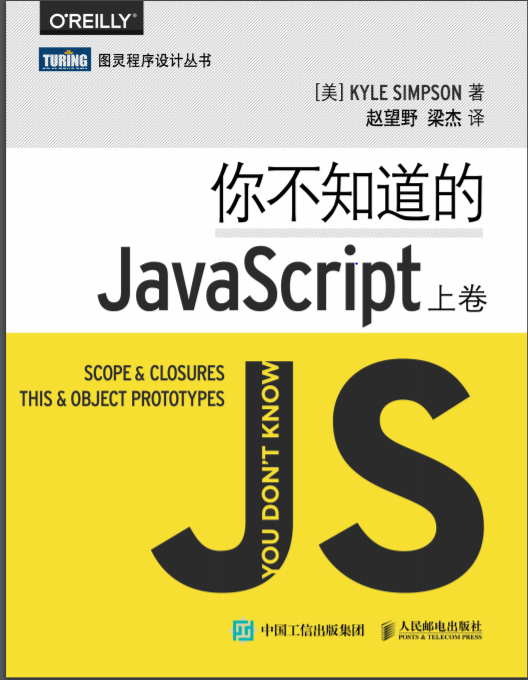 O'REILLY®
TURING 图灵程序设计丛书
[美] KYLE SIMPSON 著
赵望野 梁杰 译
你不知道的
JavaScript 上卷
SCOPE & CLOSURES
THIS & OBJECT PROTOTYPES
JS
YOU DON'T KNOW
中国工信出版集团
人民邮电出版社
POSTS & TELECOM PRESS